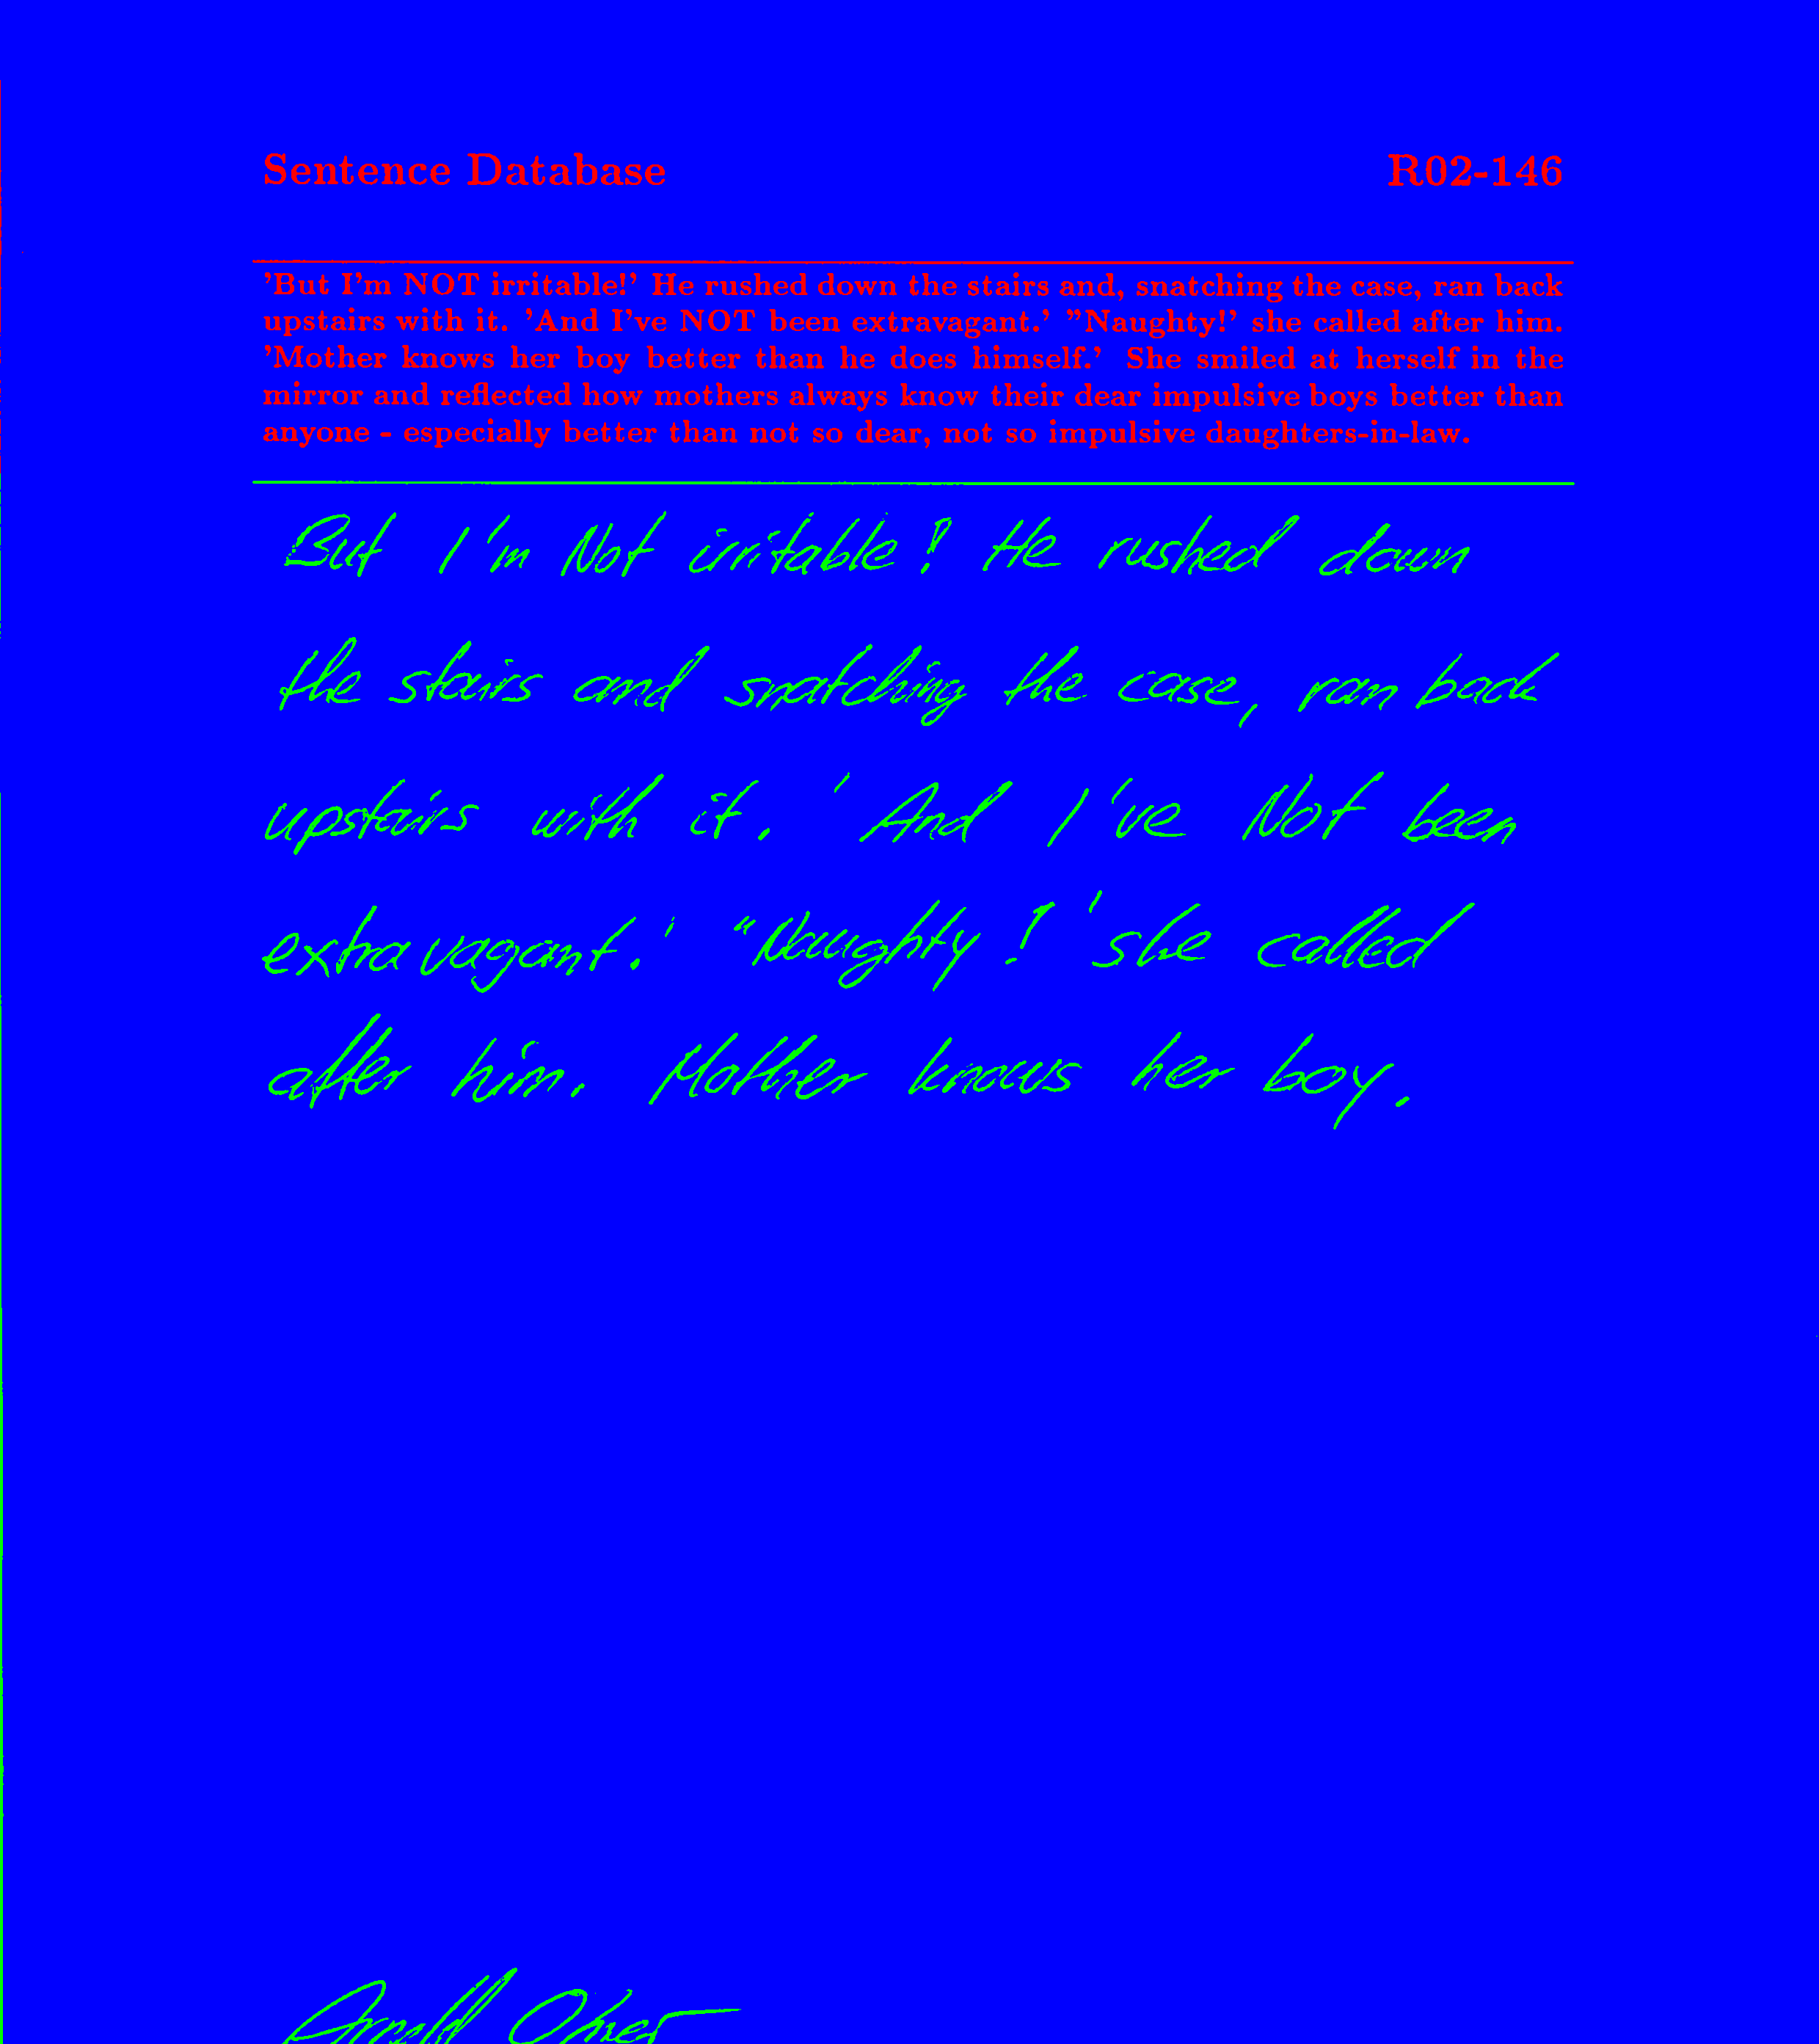 Sentence Database R02-146
'But I'm NOT irritable!' He rushed down the stairs and, snatching the case, ran back
upstairs with it. 'And I've NOT been extravagant.' "Naughty!' she called after him.
'Mother knows her boy better than he does himself.' She smiled at herself in the
mirror and reflected how mothers always know their dear impulsive boys better than
anyone - especially better than not so dear, not so impulsive daughters-in-law.
But I'm Not irritable! He rushed down
the stairs and snatching the case, ran back
upstairs with it. 'And I've Not been
extravagant.' "Naughty!' she called
after him. Mother knows her boy.